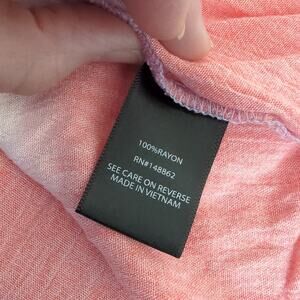 100%RAYON
RN#148862
SEE CARE ON REVERSE
MADE IN VIETNAM